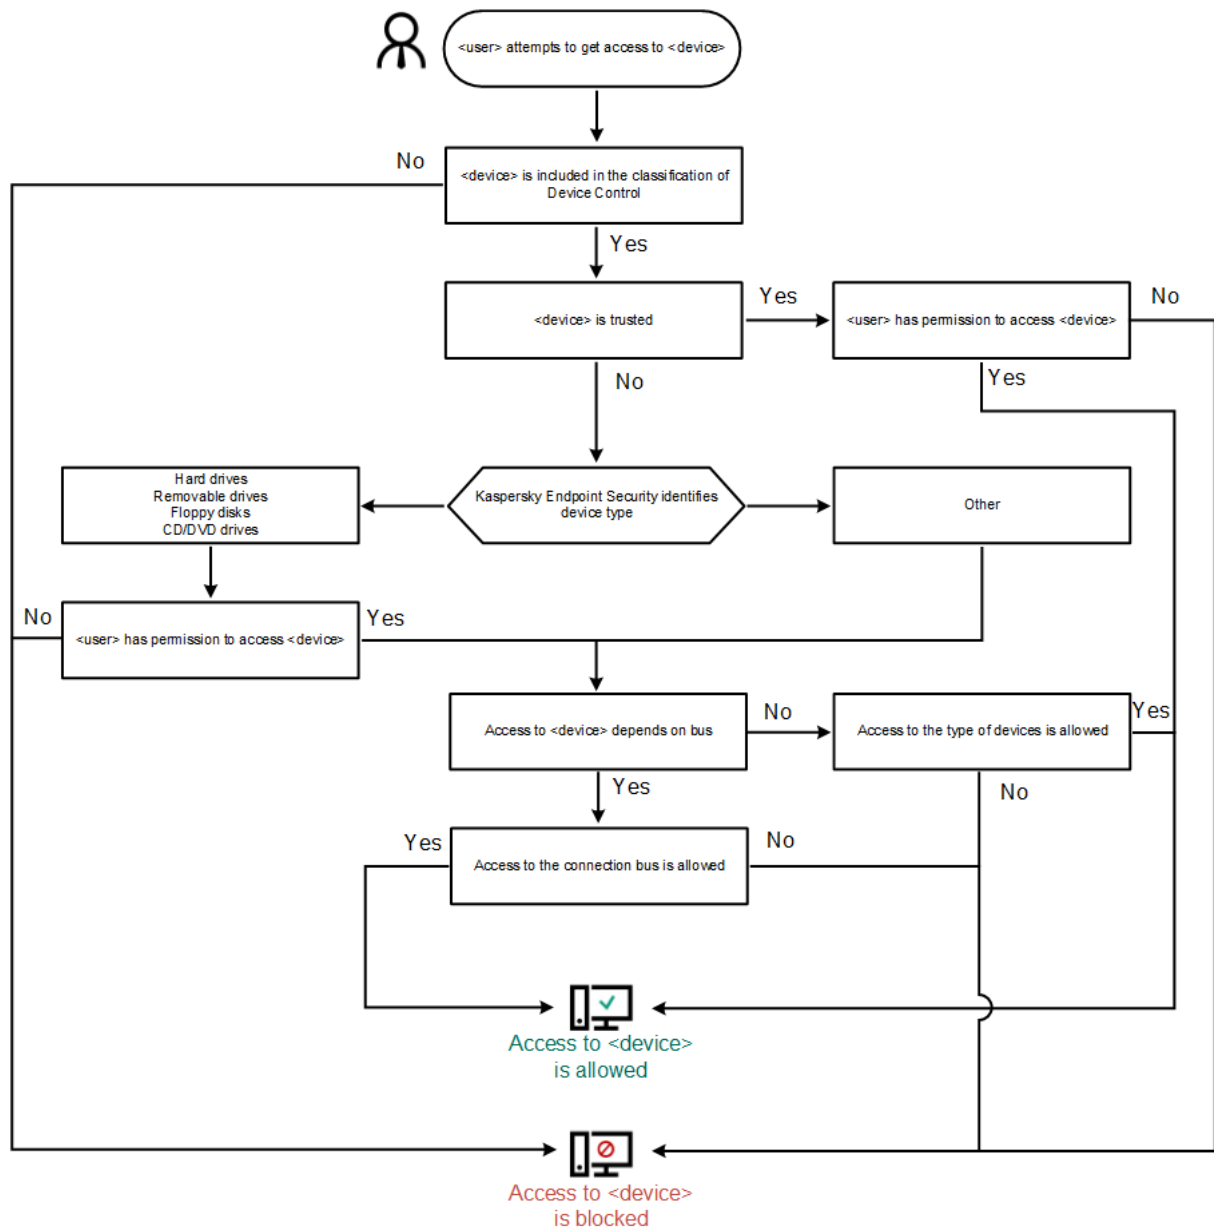 <user> attempts to get access to <device>
No
<device> is included in the classification of
Device Control
Yes
<device> is trusted
Yes
<user> has permission to access <device>
No
No
Yes
Hard drives
Removable drives
Floppy disks
CD/DVD drives
Kaspersky Endpoint Security identifies
device type
Other
No
<user> has permission to access <device>
Yes
Access to <device> depends on bus
No
Access to the type of devices is allowed
Yes
Yes
No
Yes
Access to the connection bus is allowed
No
Access to <device>
is allowed
Access to <device>
is blocked